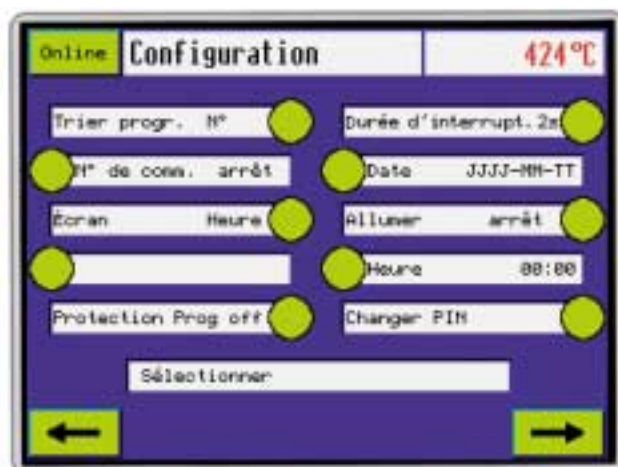 Online Configuration 424°C
Trier progr. N° Durée d'interrupt. 2s
N° de comm. arrêt Date JJJJ-MM-TT
Écran Heure Allumer arrêt
Heure 00:00
Protection Prog off Changer PIN
Sélectionner